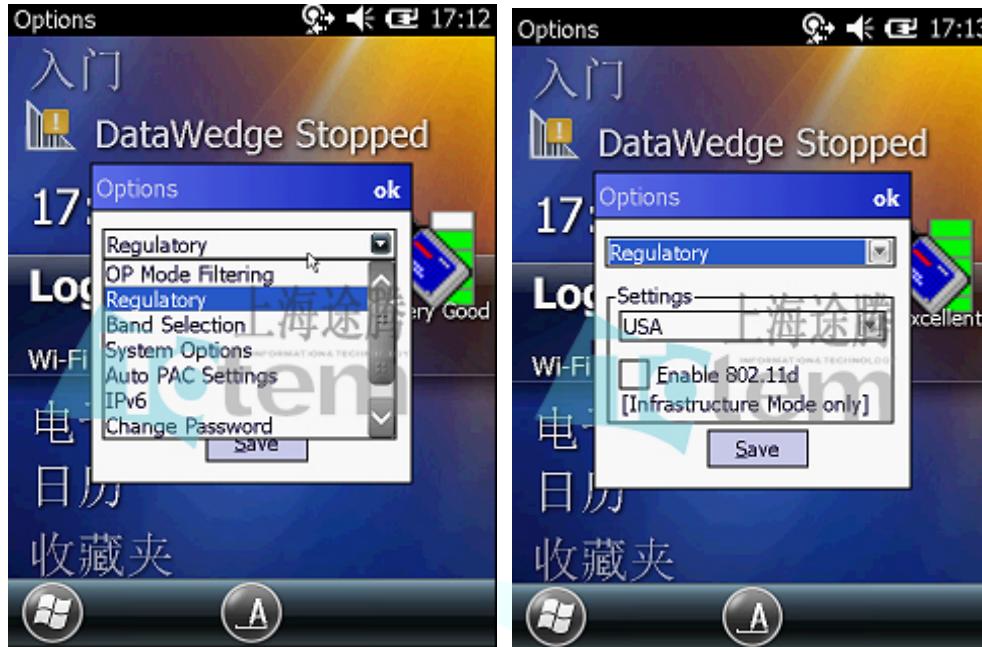 Options 17:12
入门
DataWedge Stopped
17:
Options ok
Regulatory
OP Mode Filtering
Regulatory
Band Selection
System Options
Auto PAC Settings
IPv6
Change Password
Save
Log
ery Good
Wi-Fi
电
日历
收藏夹
上海途腾
etem
A
Options 17:13
入门
DataWedge Stopped
17:
Options ok
Regulatory
Settings
USA
Enable 802.11d
[Infrastructure Mode only]
Save
Log
xcellent
Wi-Fi
电
日历
收藏夹
上海途腾
etem
A